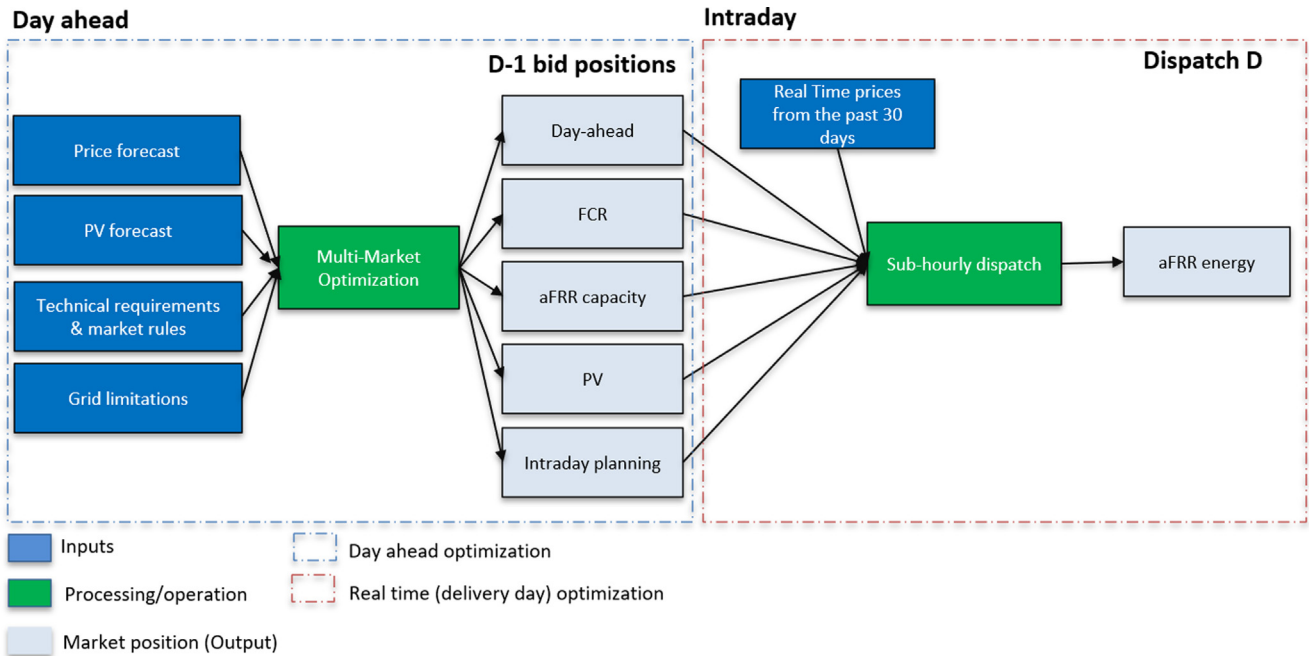 Day ahead
Intraday
D-1 bid positions
Dispatch D
Price forecast
PV forecast
Technical requirements
& market rules
Grid limitations
Multi-Market
Optimization
Day-ahead
FCR
aFRR capacity
PV
Intraday planning
Real Time prices
from the past 30
days
Sub-hourly dispatch
aFRR energy
Inputs
Processing/operation
Market position (Output)
Day ahead optimization
Real time (delivery day) optimization